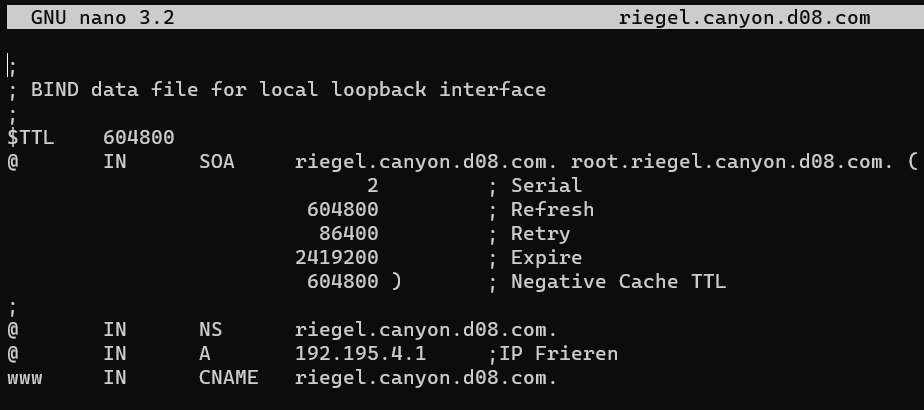 GNU nano 3.2 riegel.canyon.d08.com
;
; BIND data file for local loopback interface
;
$TTL 604800
@ IN SOA riegel.canyon.d08.com. root.riegel.canyon.d08.com. (
2 ; Serial
604800 ; Refresh
86400 ; Retry
2419200 ; Expire
604800 ) ; Negative Cache TTL
;
@ IN NS riegel.canyon.d08.com.
@ IN A 192.195.4.1 ;IP Frieren
www IN CNAME riegel.canyon.d08.com.